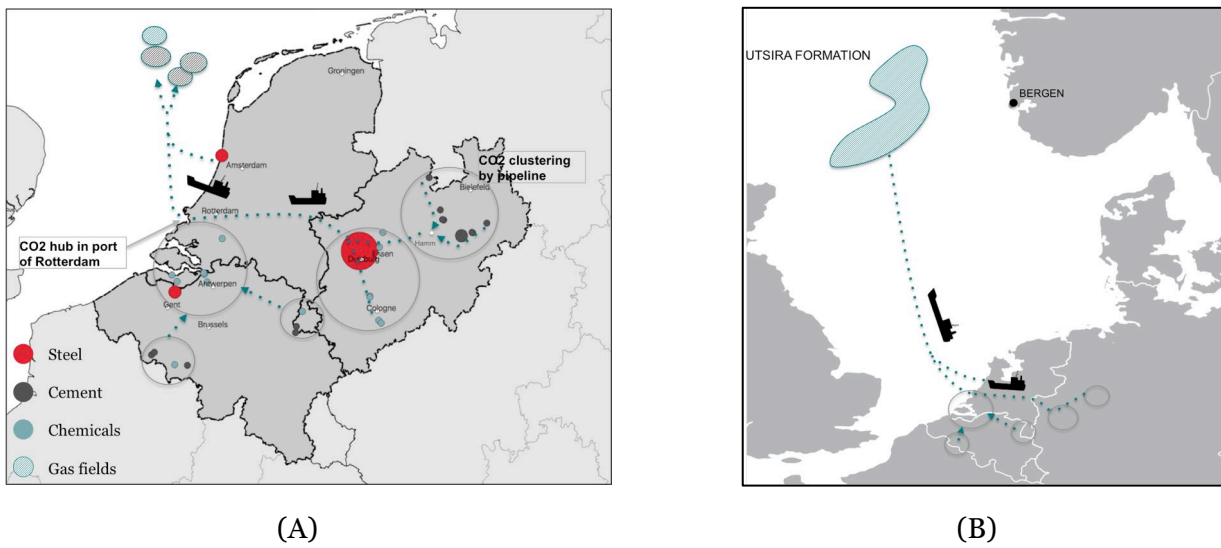 Groningen
Amsterdam
CO2 clustering
by pipeline
Bielefeld
Rotterdam
Hamm
CO2 hub in port
of Rotterdam
Essen
Duisburg
Antwerpen
Gent
Cologne
Brussels
Steel
Cement
Chemicals
Gas fields
(A)
UTSIRA FORMATION
BERGEN
(B)